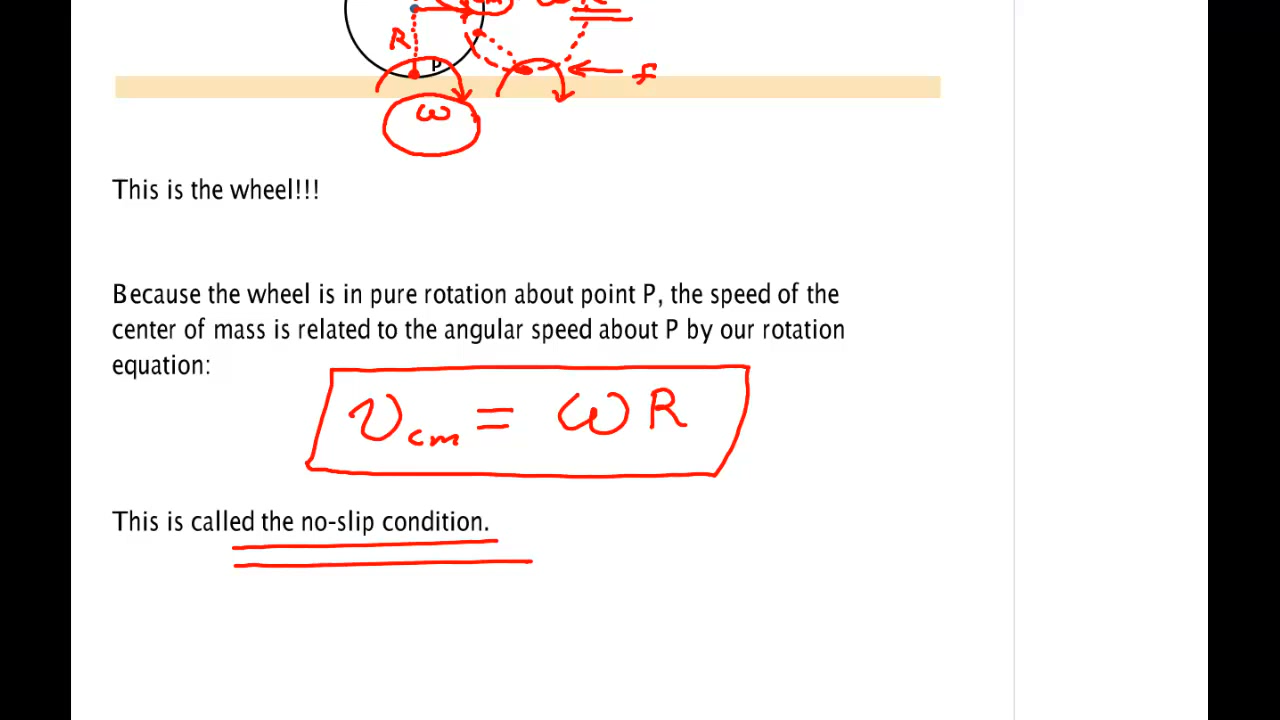 R
P
F
ω
This is the wheel!!!
Because the wheel is in pure rotation about point P, the speed of the
center of mass is related to the angular speed about P by our rotation
equation:
v_cm = ωR
This is called the no-slip condition.